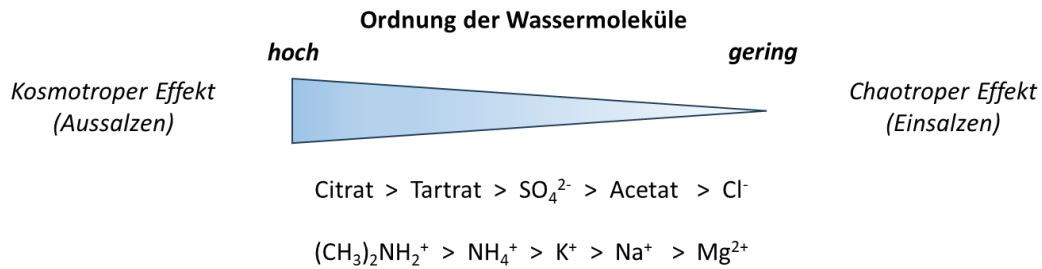 Ordnung der Wassermoleküle
hoch gering
Kosmotroper Effekt
(Aussalzen)
Chaotroper Effekt
(Einsalzen)
Citrat > Tartrat > SO₄²⁻ > Acetat > Cl⁻
(CH₃)₂NH₂⁺ > NH₄⁺ > K⁺ > Na⁺ > Mg²⁺